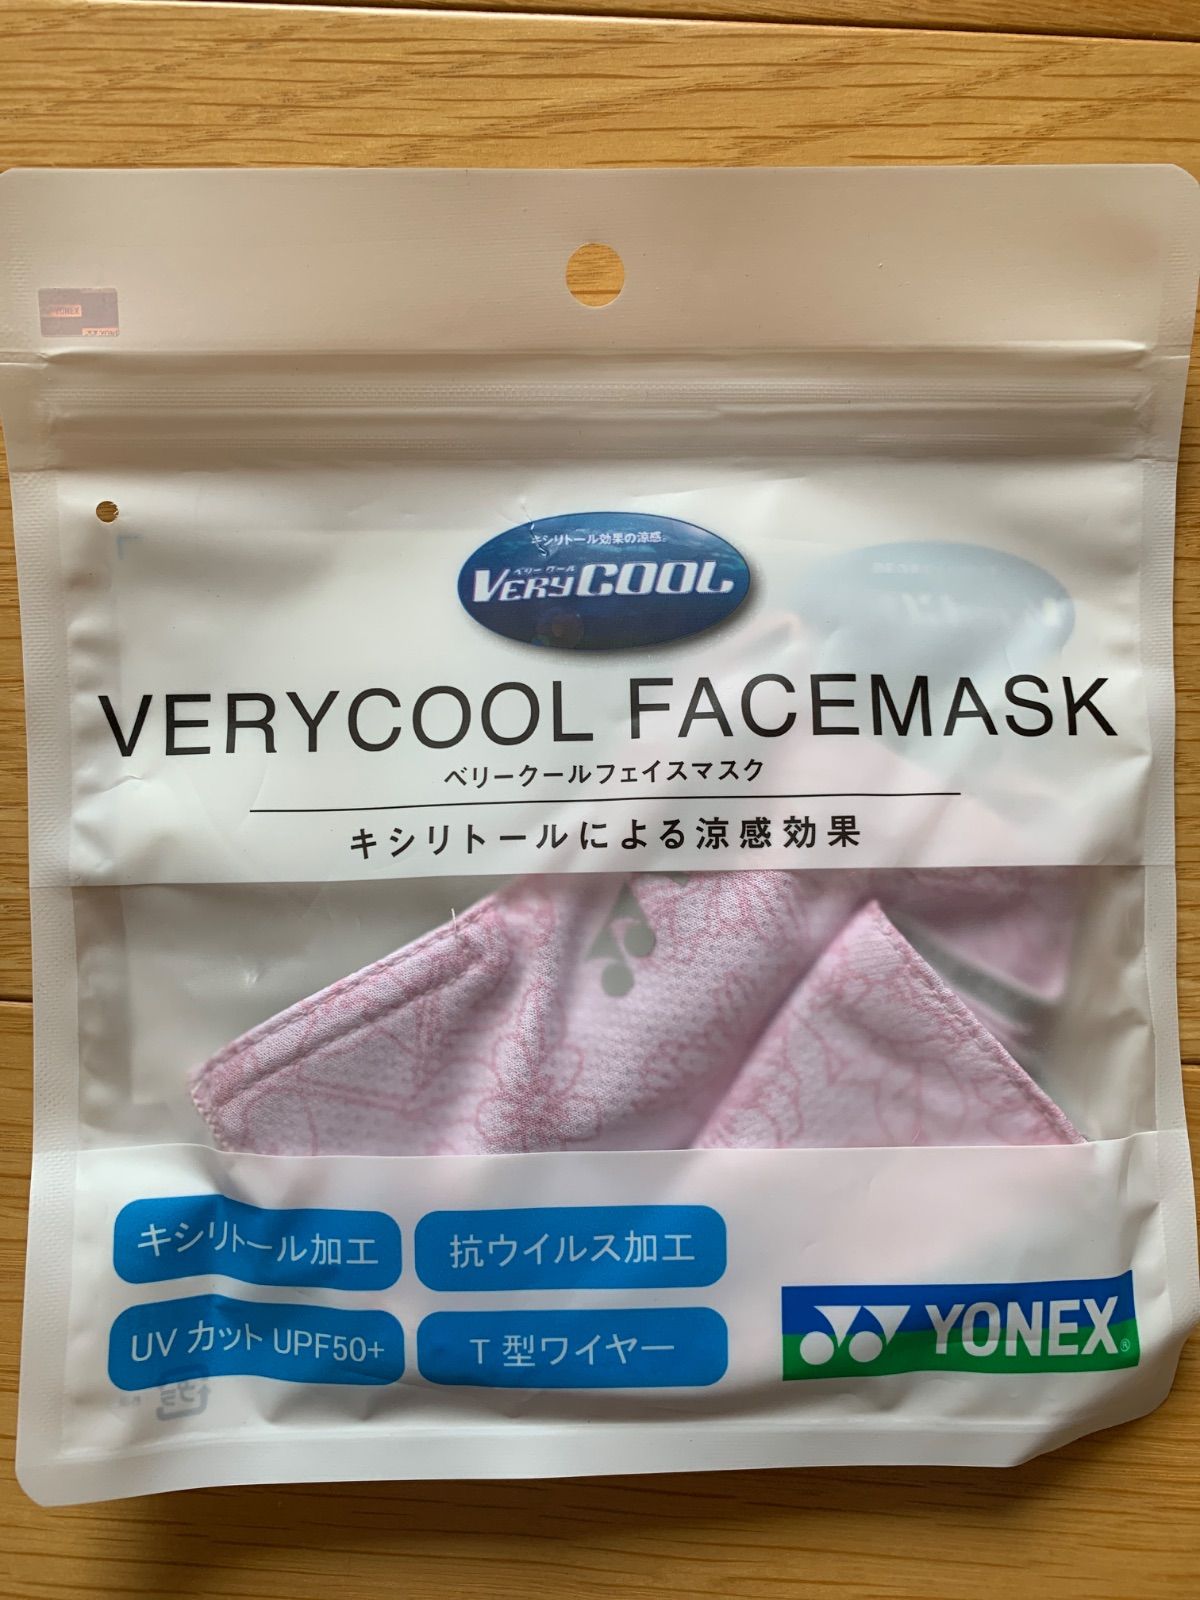 YONEX
キシリトール効果の涼感。
ベリー クール
VERYCOOL
VERYCOOL FACEMASK
ベリークールフェイスマスク
キシリトールによる涼感効果
キシリトール加工
抗ウイルス加工
UV カット UPF50+
T 型ワイヤー
YONEX®